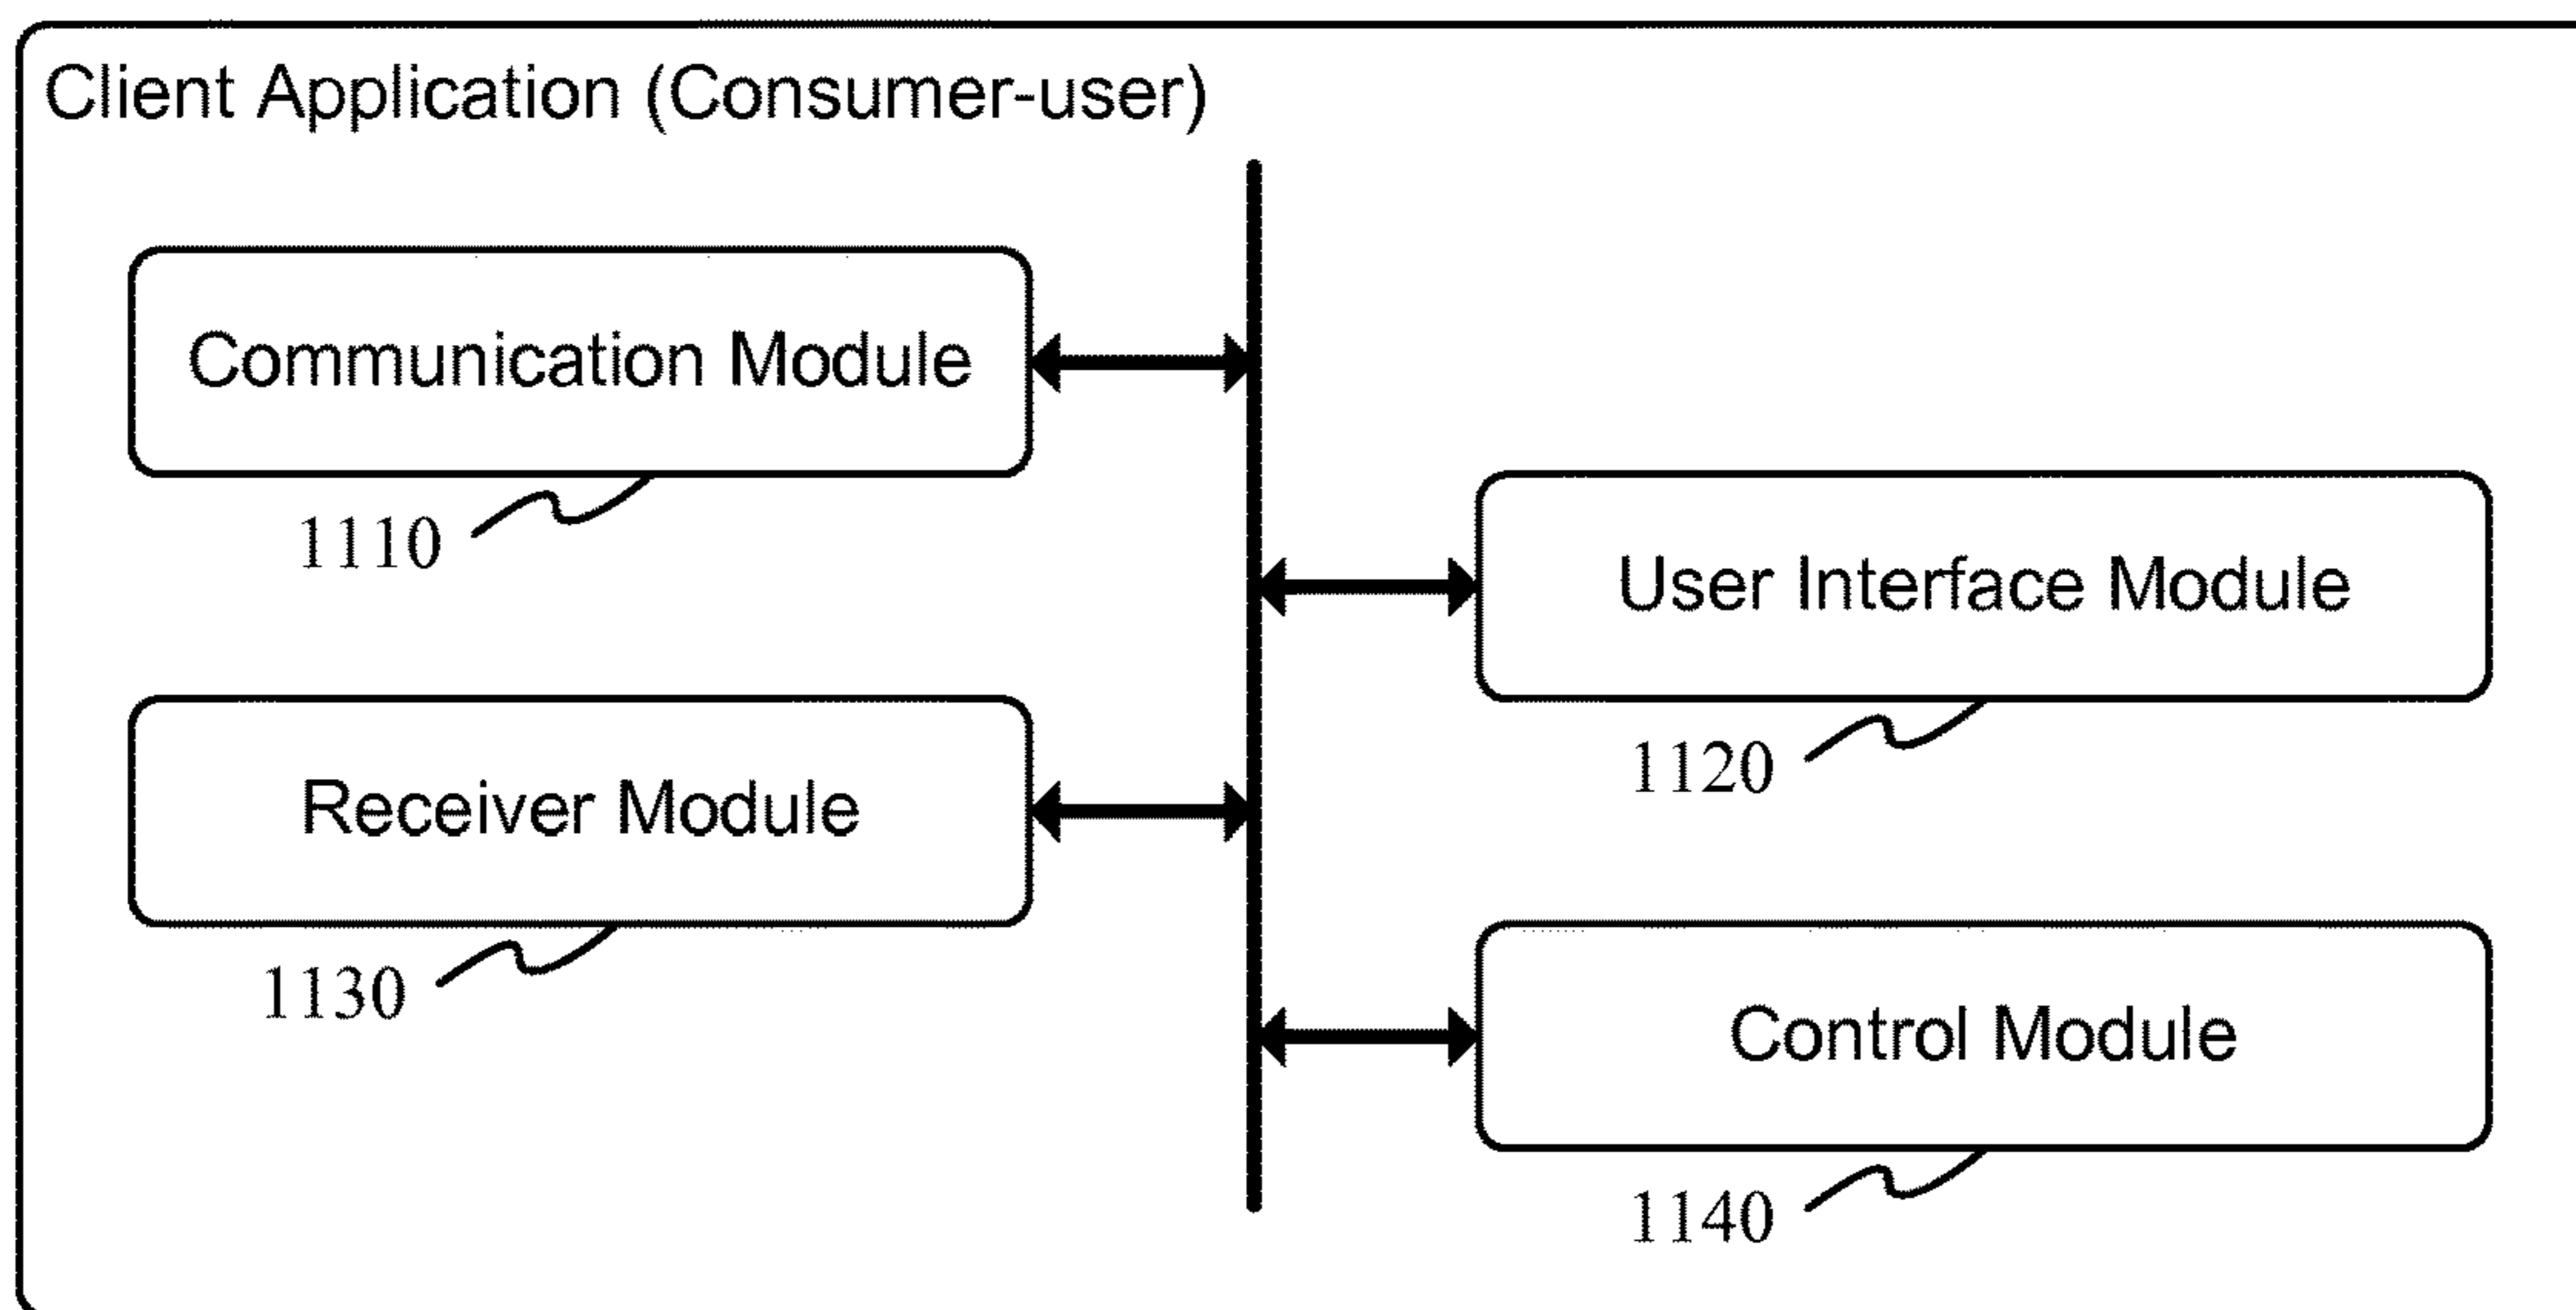 Client Application (Consumer-user)
Communication Module
1110
User Interface Module
1120
Receiver Module
1130
Control Module
1140